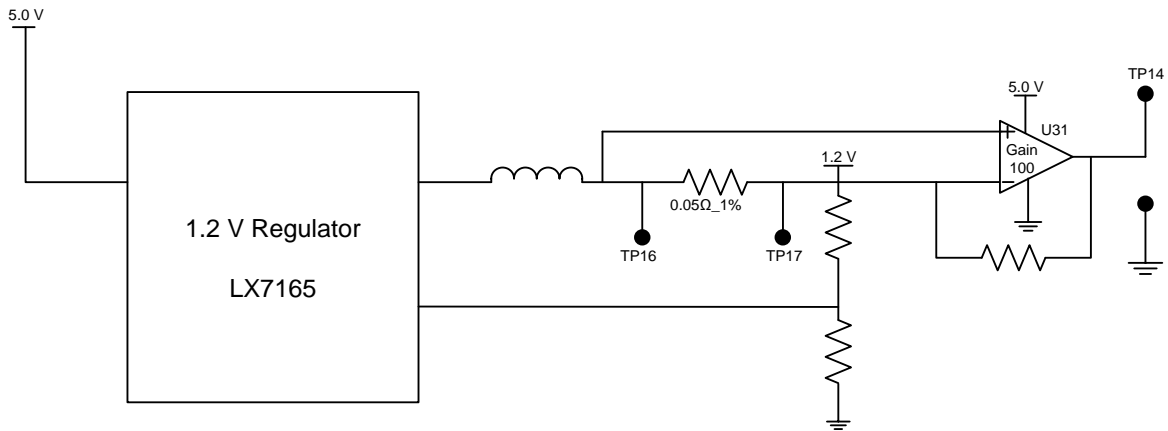 5.0 V
1.2 V Regulator
LX7165
0.05Ω_1%
TP16
TP17
1.2 V
5.0 V
U31
+
Gain
100
−
TP14